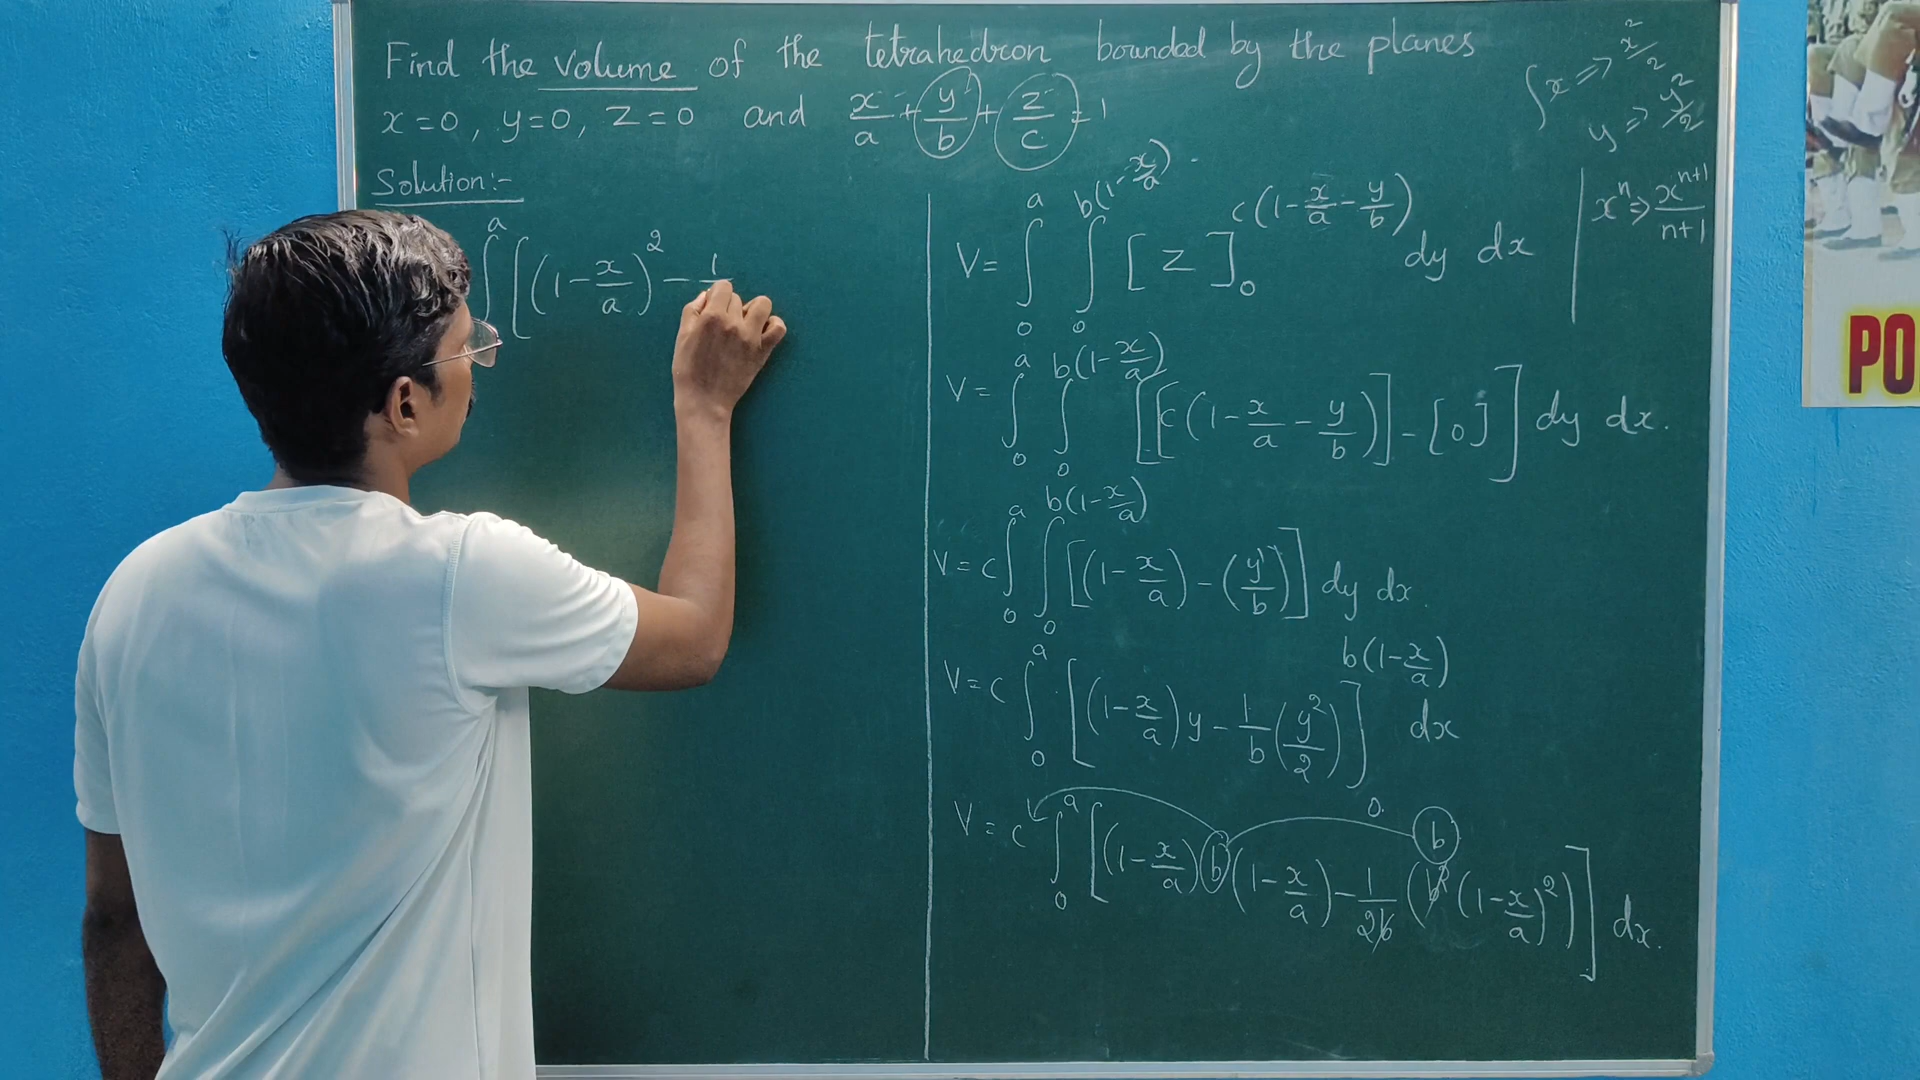 Find the volume of the tetrahedron bounded by the planes
x=0, y=0, z=0 and x/a + y/b + z/c = 1
∫x ⇒ x²/2
y ⇒ y²/2
xⁿ ⇒ xⁿ⁺¹/n+1
Solution:-
∫₀ᵃ [(1 - x/a)² - 1
V = ∫₀ᵃ ∫₀^{b(1 - x/a)} [z]₀^{c(1 - x/a - y/b)} dy dx
V = ∫₀ᵃ ∫₀^{b(1 - x/a)} [[c(1 - x/a - y/b)] - [0]] dy dx.
V = c ∫₀ᵃ ∫₀^{b(1 - x/a)} [(1 - x/a) - (y/b)] dy dx.
V = c ∫₀ᵃ [(1 - x/a)y - 1/b (y²/2)]₀^{b(1 - x/a)} dx
V = c ∫₀ᵃ [(1 - x/a) b (1 - x/a) - 1/2b (b² (1 - x/a)²)] dx.
b
PO